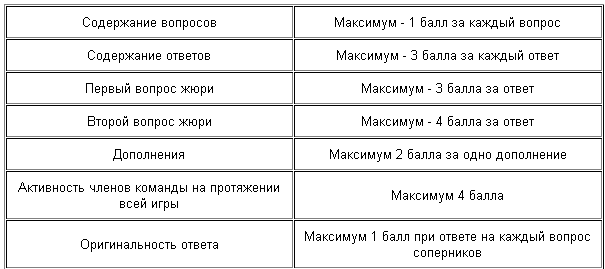 Содержание вопросов Максимум - 1 балл за каждый вопрос
Содержание ответов Максимум - 3 балла за каждый ответ
Первый вопрос жюри Максимум - 3 балла за ответ
Второй вопрос жюри Максимум - 4 балла за ответ
Дополнения Максимум 2 балла за одно дополнение
Активность членов команды на протяжении
всей игры
Максимум 4 балла
Оригинальность ответа
Максимум 1 балл при ответе на каждый вопрос
соперников